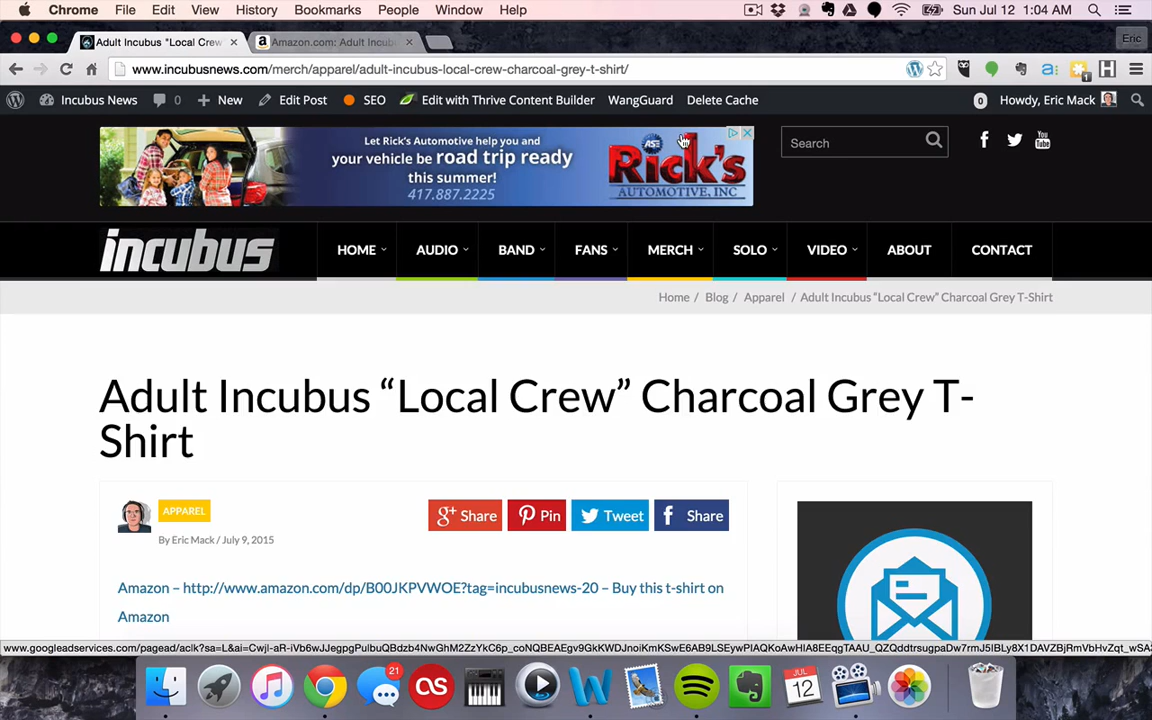 Chrome File Edit View History Bookmarks People Window Help Sun Jul 12 1:04 AM
Adult Incubus "Local Crew Amazon.com: Adult Incub Eric
www.incubusnews.com/merch/apparel/adult-incubus-local-crew-charcoal-grey-t-shirt/
Incubus News 0 New Edit Post SEO Edit with Thrive Content Builder WangGuard Delete Cache 0 Howdy, Eric Mack
Let Rick's Automotive help you and
your vehicle be road trip ready
this summer!
417.887.2225
ASE
Rick's
AUTOMOTIVE, INC
Search
You
Tube
incubus
HOME AUDIO BAND FANS MERCH SOLO VIDEO ABOUT CONTACT
Home / Blog / Apparel / Adult Incubus “Local Crew” Charcoal Grey T-Shirt
Adult Incubus “Local Crew” Charcoal Grey T-
Shirt
APPAREL
By Eric Mack / July 9, 2015
g+ Share Pin Tweet Share
Amazon – http://www.amazon.com/dp/B00JKPVWOE?tag=incubusnews-20 – Buy this t-shirt on
Amazon
21
JUL
12